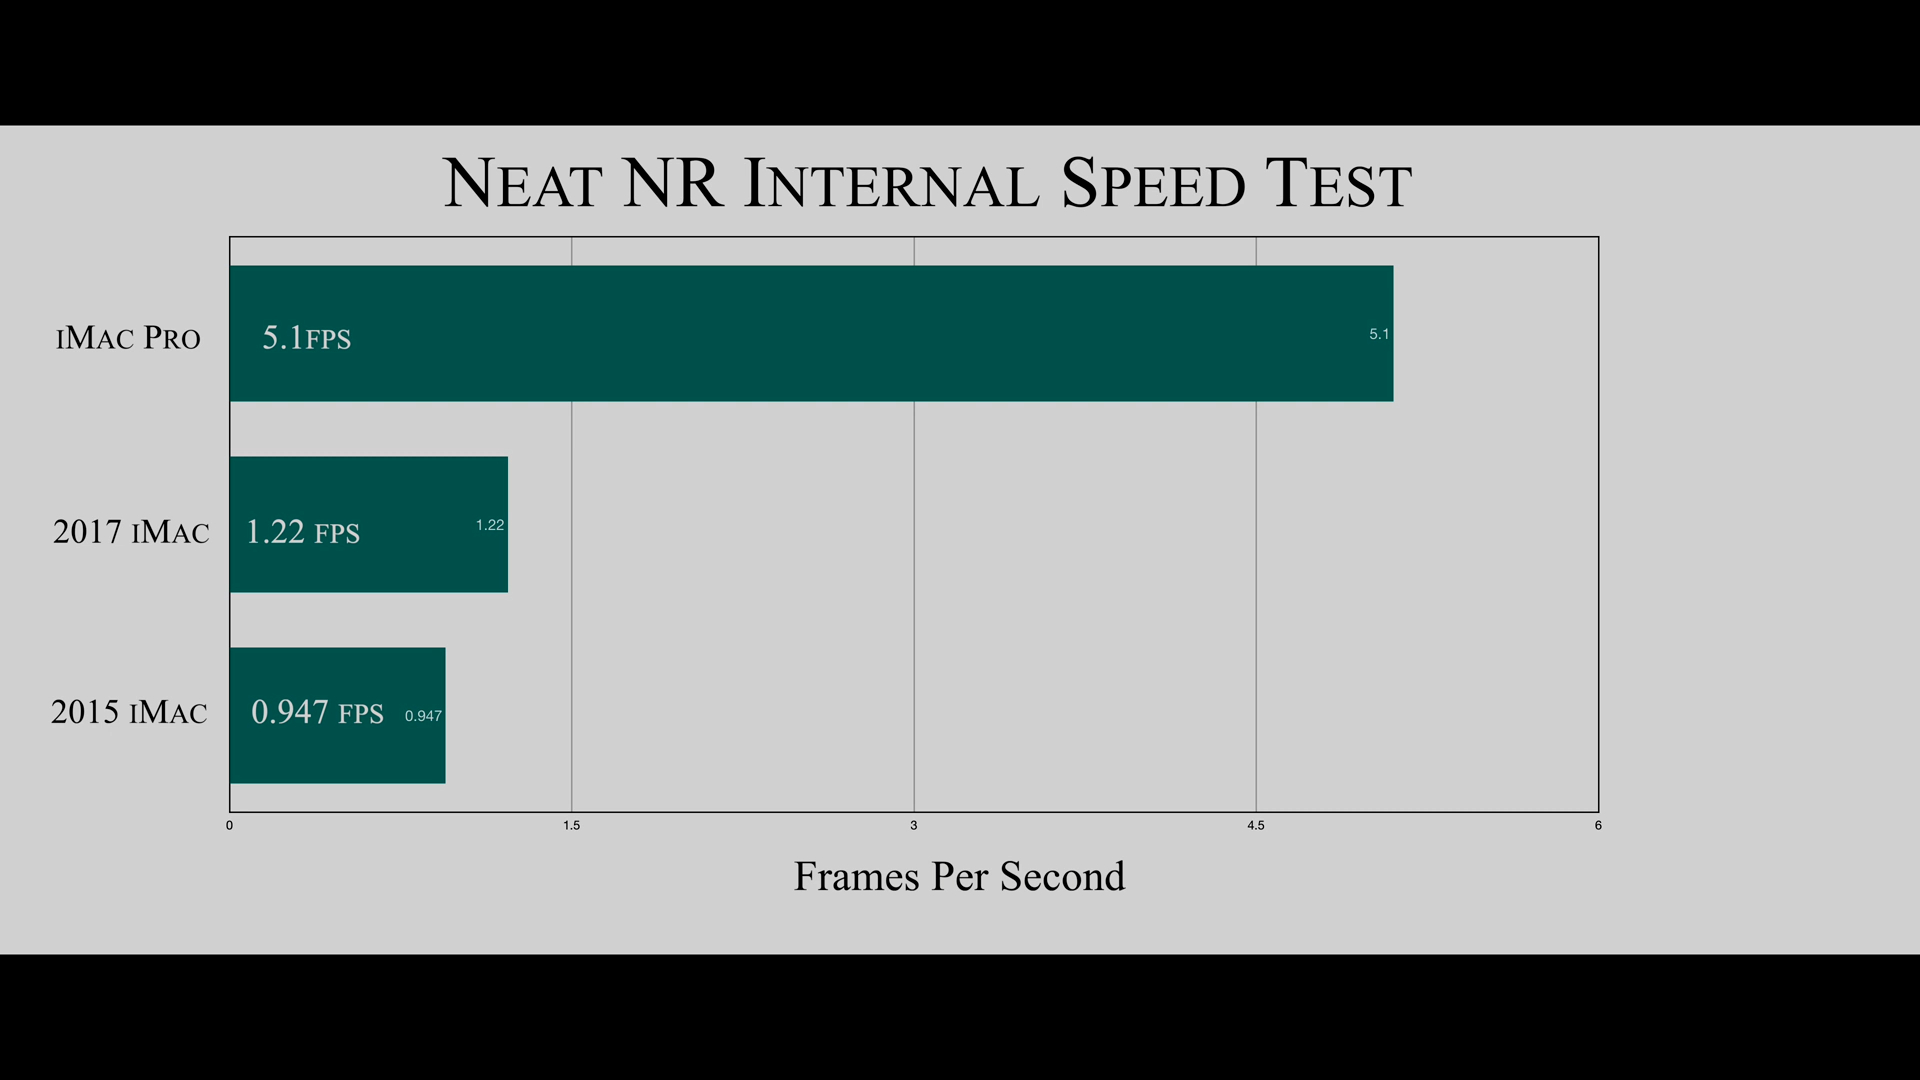 Neat NR Internal Speed Test
iMac Pro
5.1fps
5.1
2017 iMac
1.22 fps
1.22
2015 iMac
0.947 fps
0.947
0 1.5 3 4.5 6
Frames Per Second